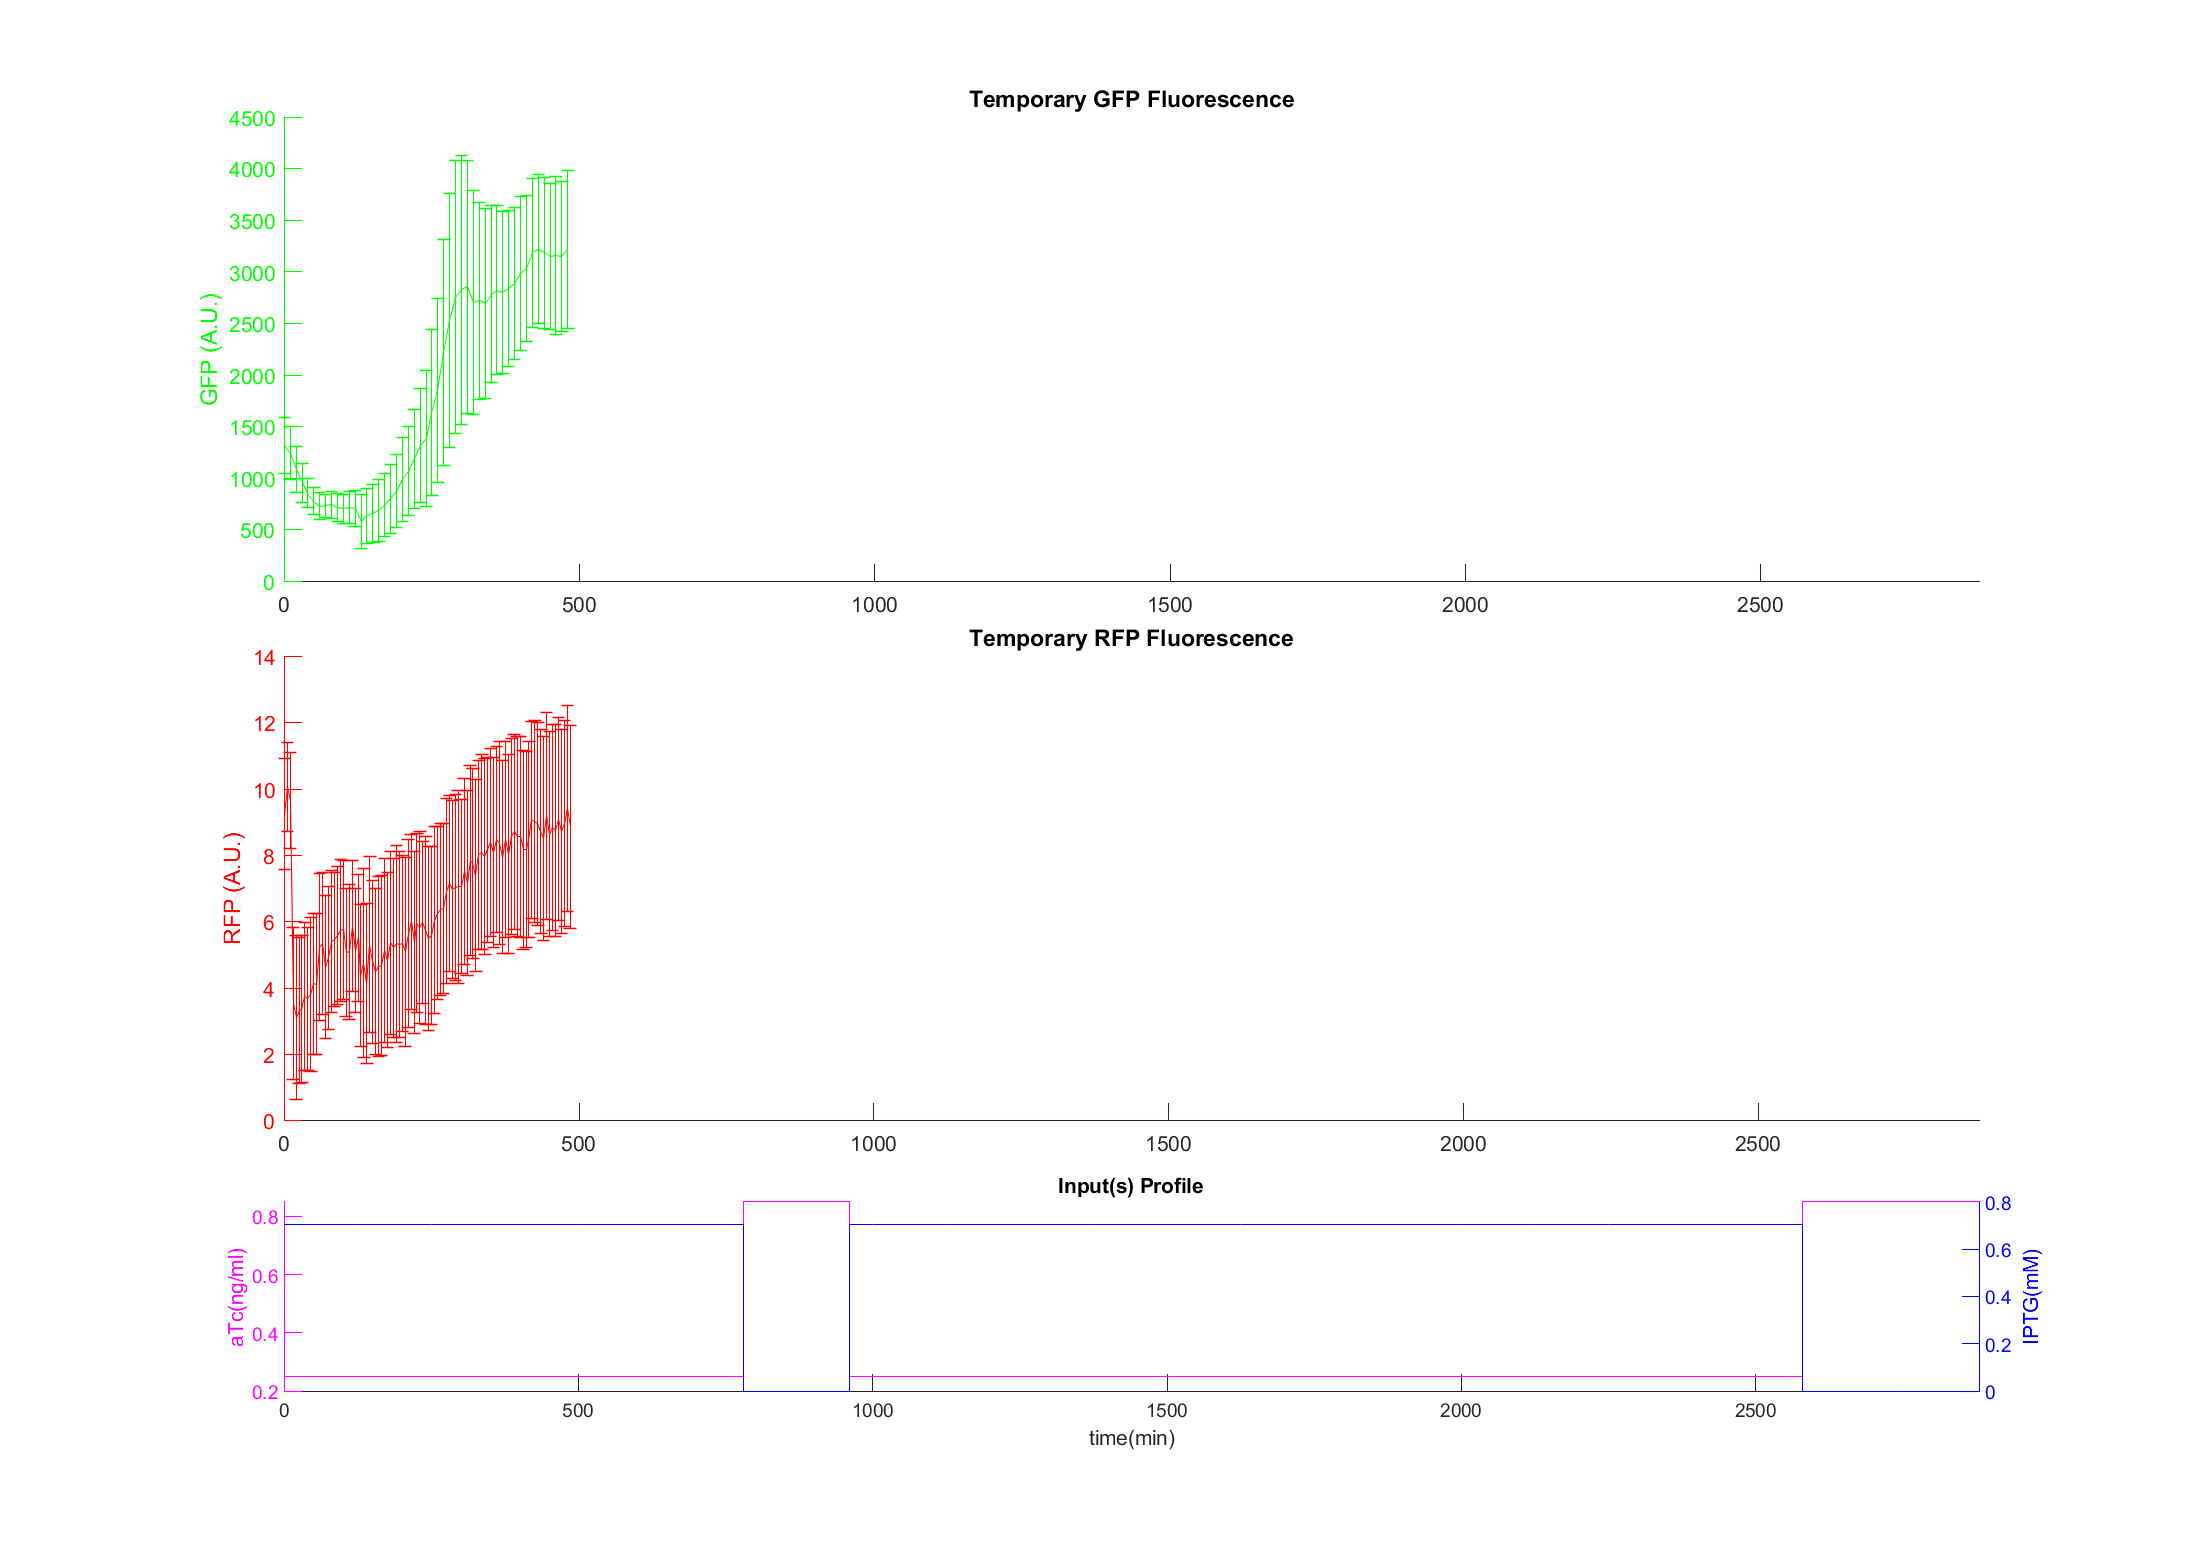 Temporary GFP Fluorescence
GFP (A.U.)
4500
4000
3500
3000
2500
2000
1500
1000
500
0
0 500 1000 1500 2000 2500
Temporary RFP Fluorescence
RFP (A.U.)
14
12
10
8
6
4
2
0
0 500 1000 1500 2000 2500
Input(s) Profile
aTc(ng/ml)
0.8
0.6
0.4
0.2
0.8
0.6
0.4
0.2
0
IPTG(mM)
0 500 1000 1500 2000 2500
time(min)